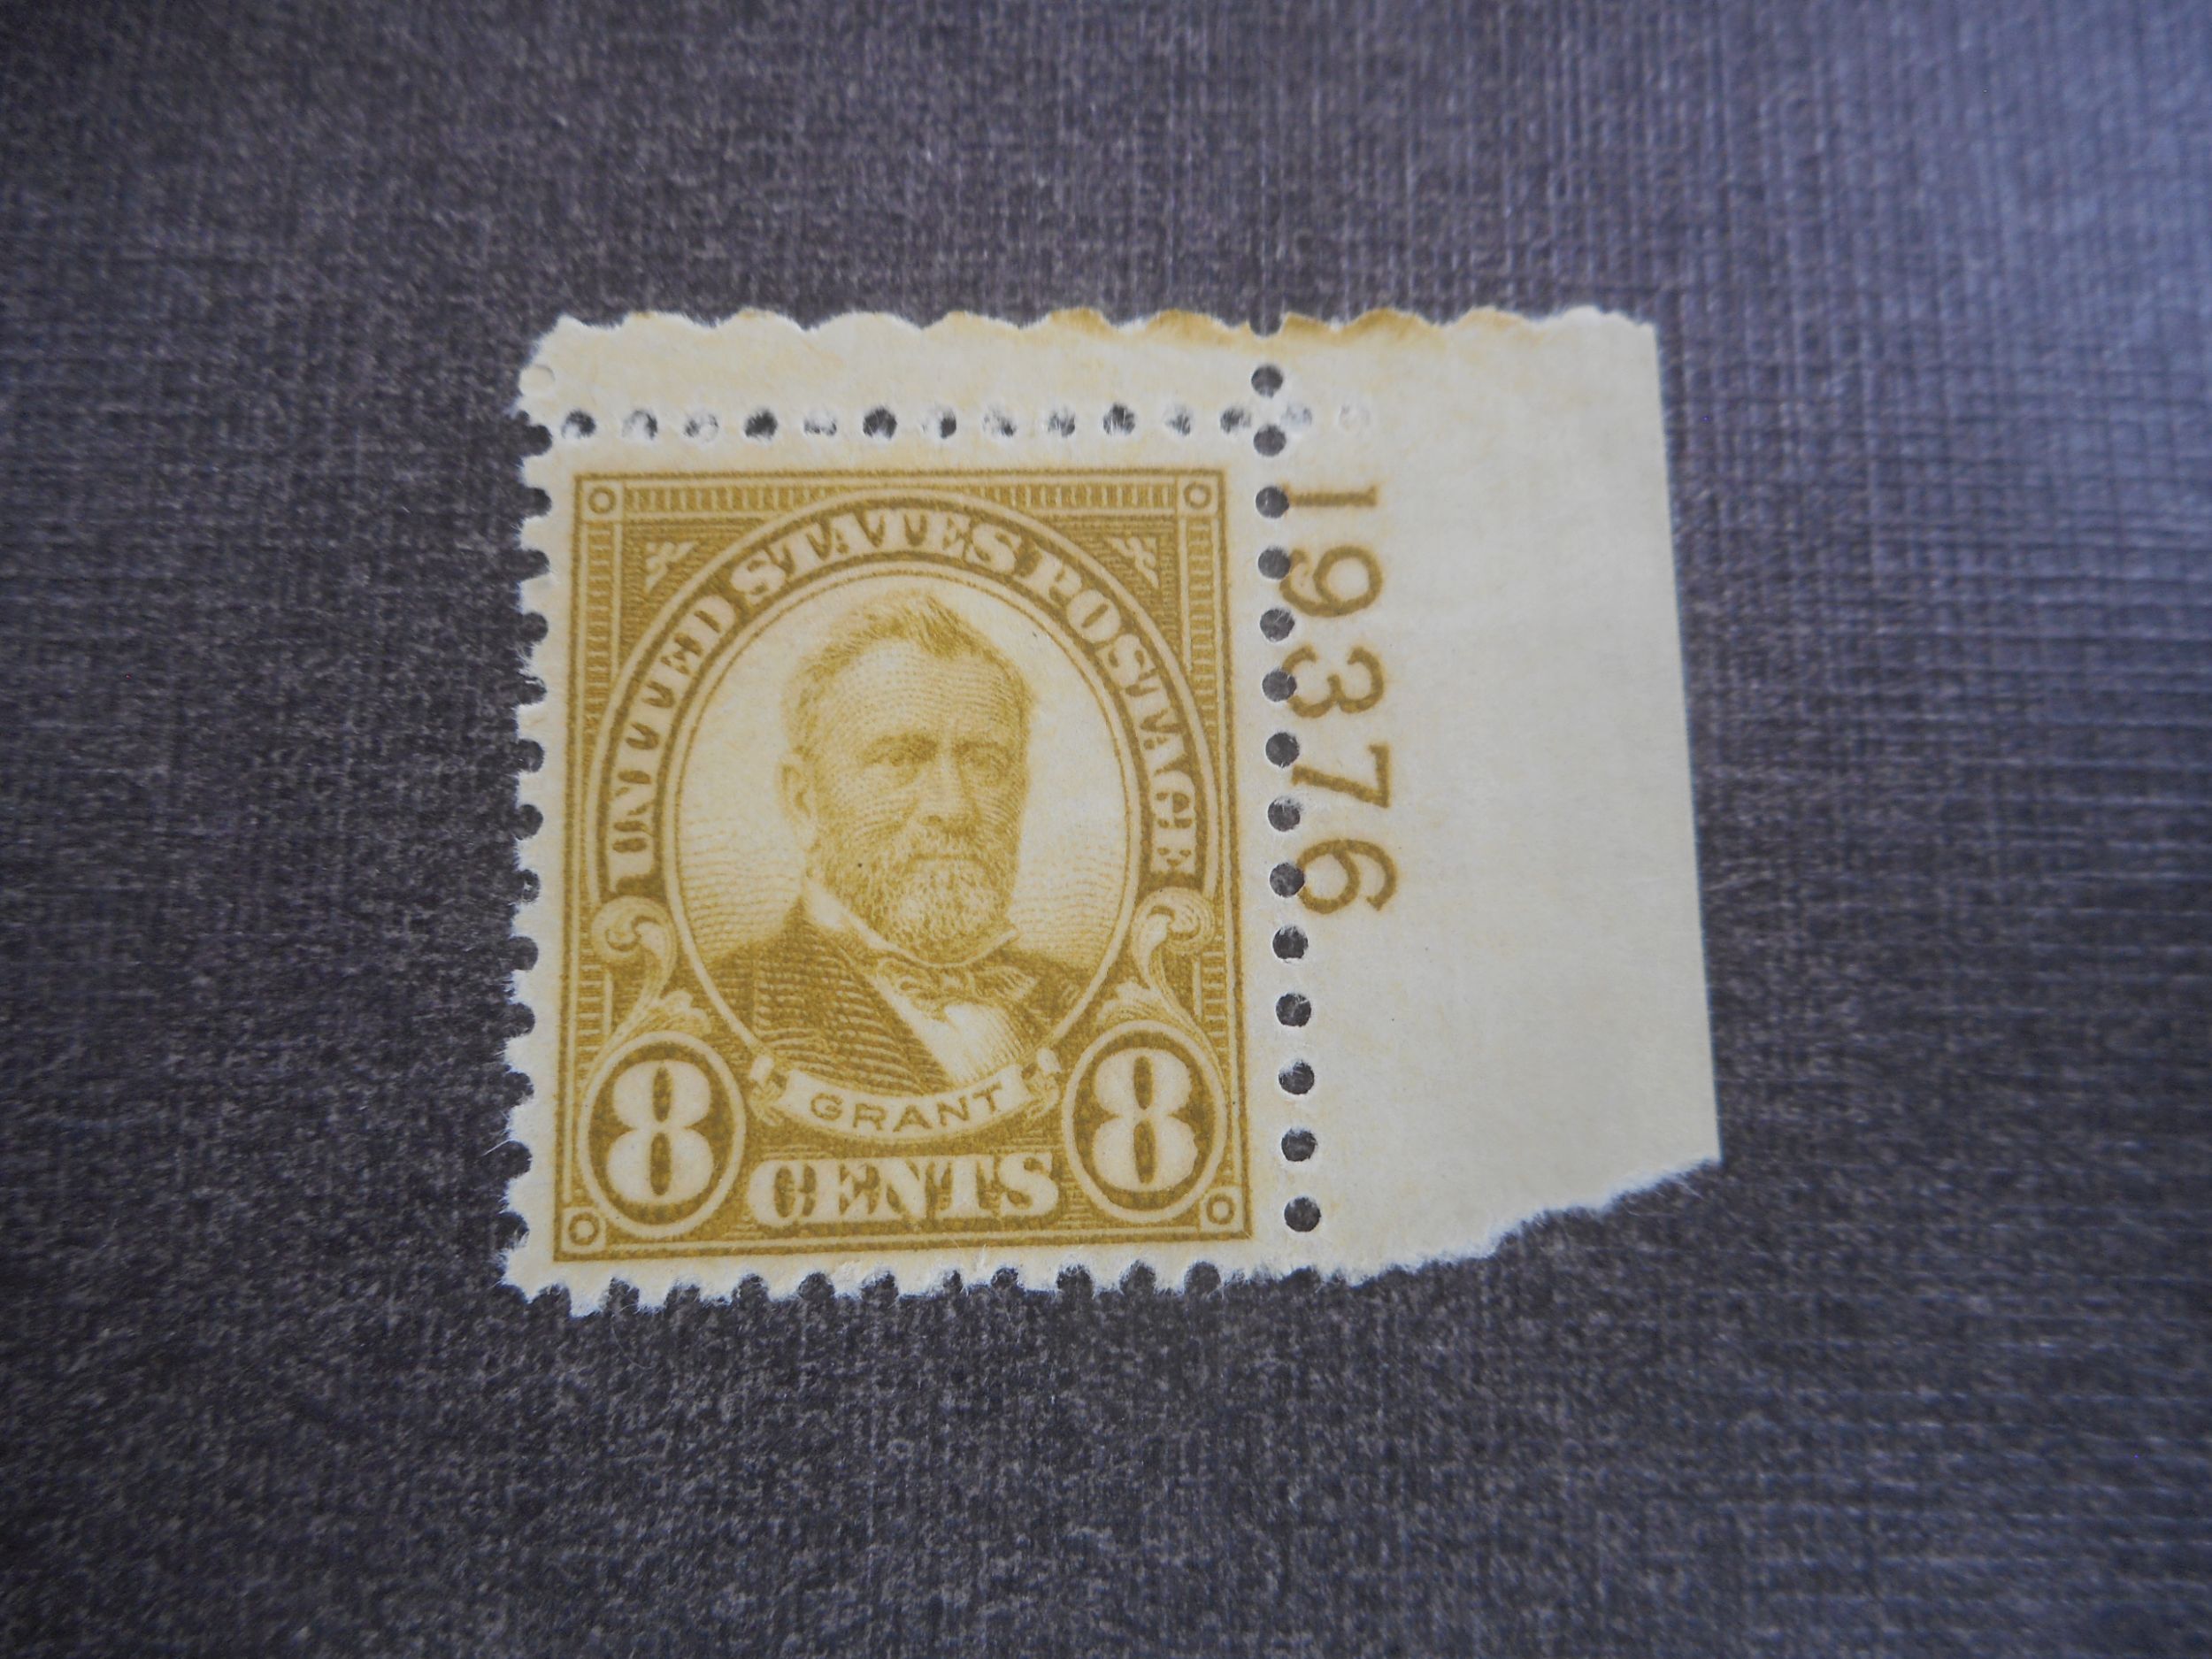 UNITED STATES POSTAGE
19376
GRANT
8 CENTS 8